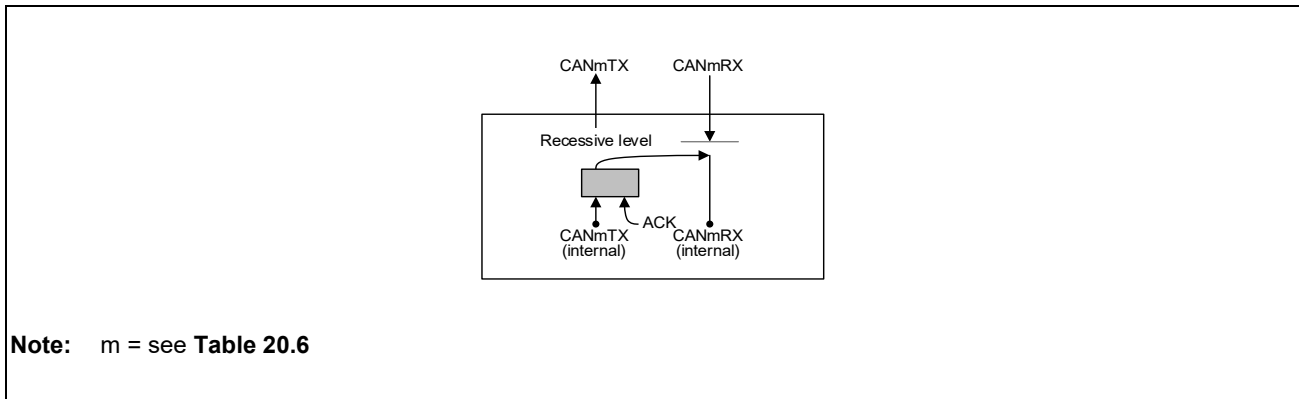 CANmTX CANmRX
Recessive level
ACK
CANmTX
(internal)
CANmRX
(internal)
Note: m = see Table 20.6